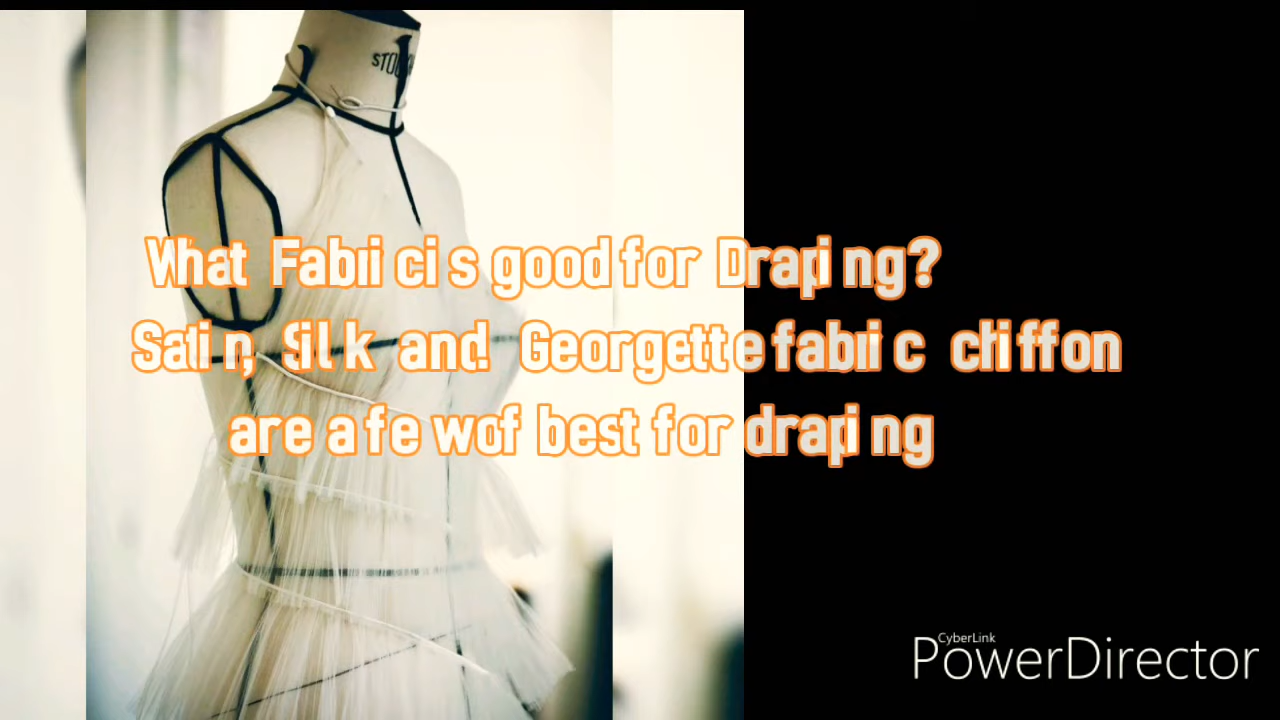 What Fabric is good for Draping?
Satin, Silk and. Georgette fabric chiffon
are a few of best for draping
CyberLink
PowerDirector